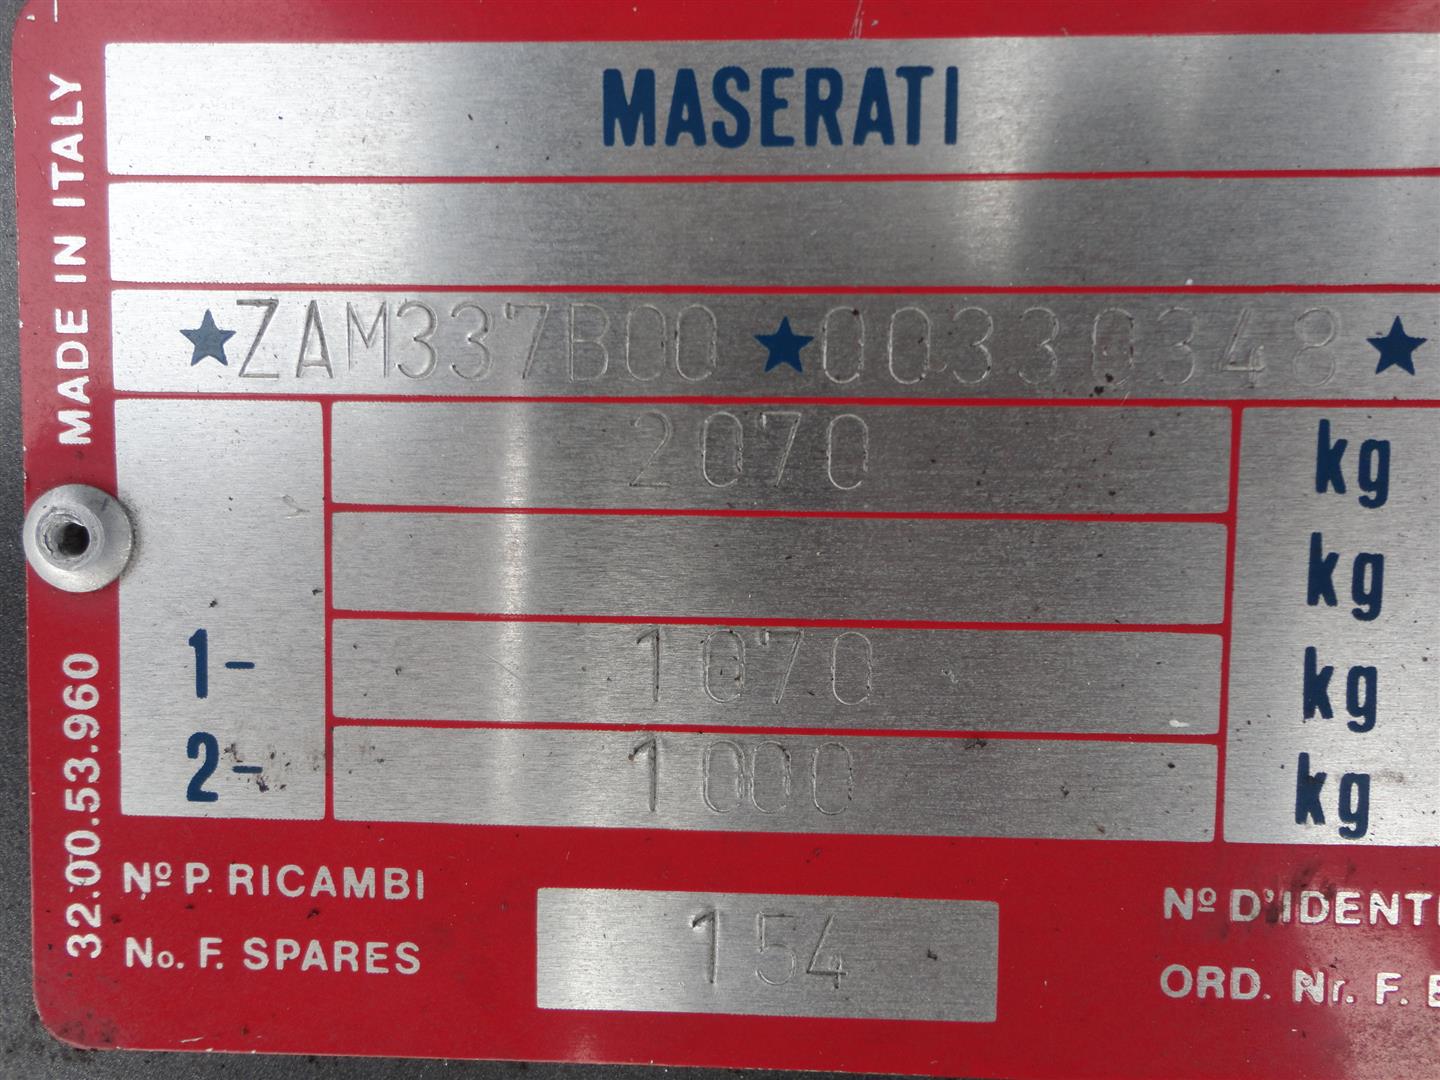 MASERATI
MADE IN ITALY
★ZAM337B00★00330348★
2070 kg
kg
1- 1070 kg
2- 1000 kg
32.00.53.960
Nº P. RICAMBI
No. F. SPARES
154
Nº D'IDENT
ORD. Nr. F.